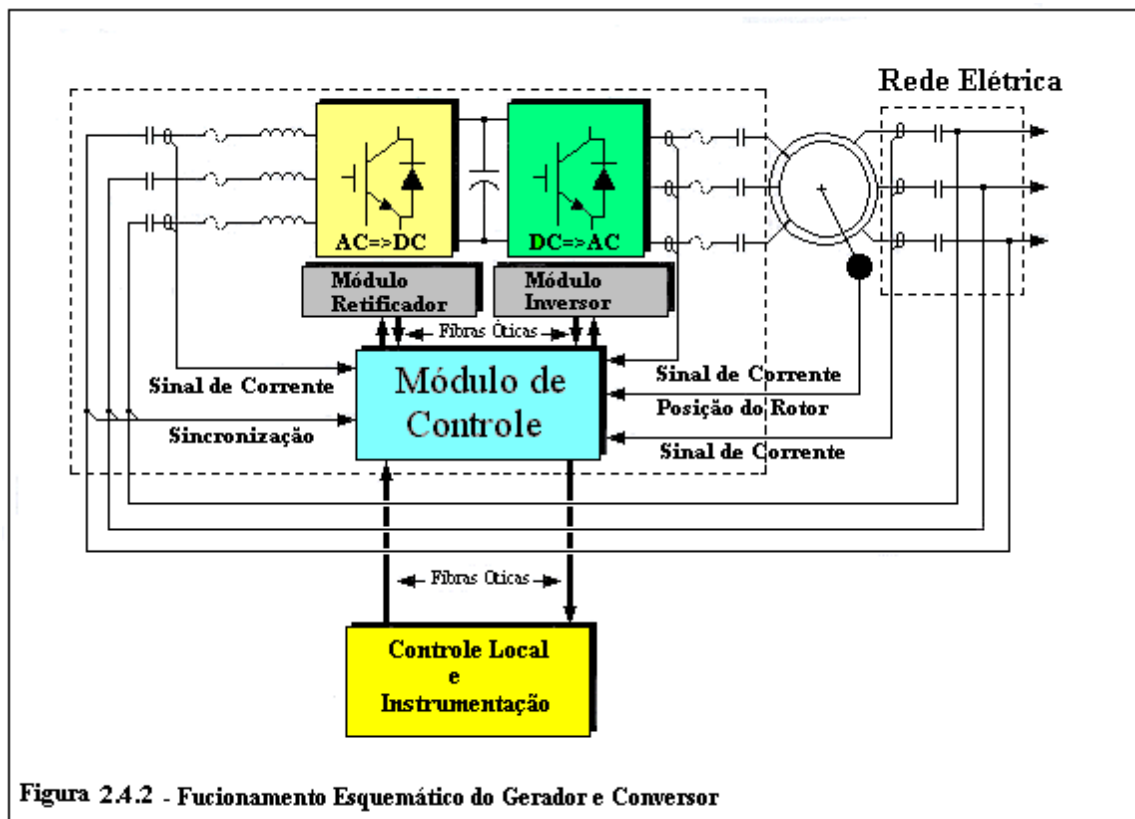 Rede Elétrica
AC=>DC
DC=>AC
Módulo
Retificador
Módulo
Inversor
Fibras Óticas
Módulo de
Controle
Sinal de Corrente
Sincronização
Sinal de Corrente
Posição do Rotor
Sinal de Corrente
Fibras Óticas
Controle Local
e
Instrumentação
Figura 2.4.2 - Fucionamento Esquemático do Gerador e Conversor